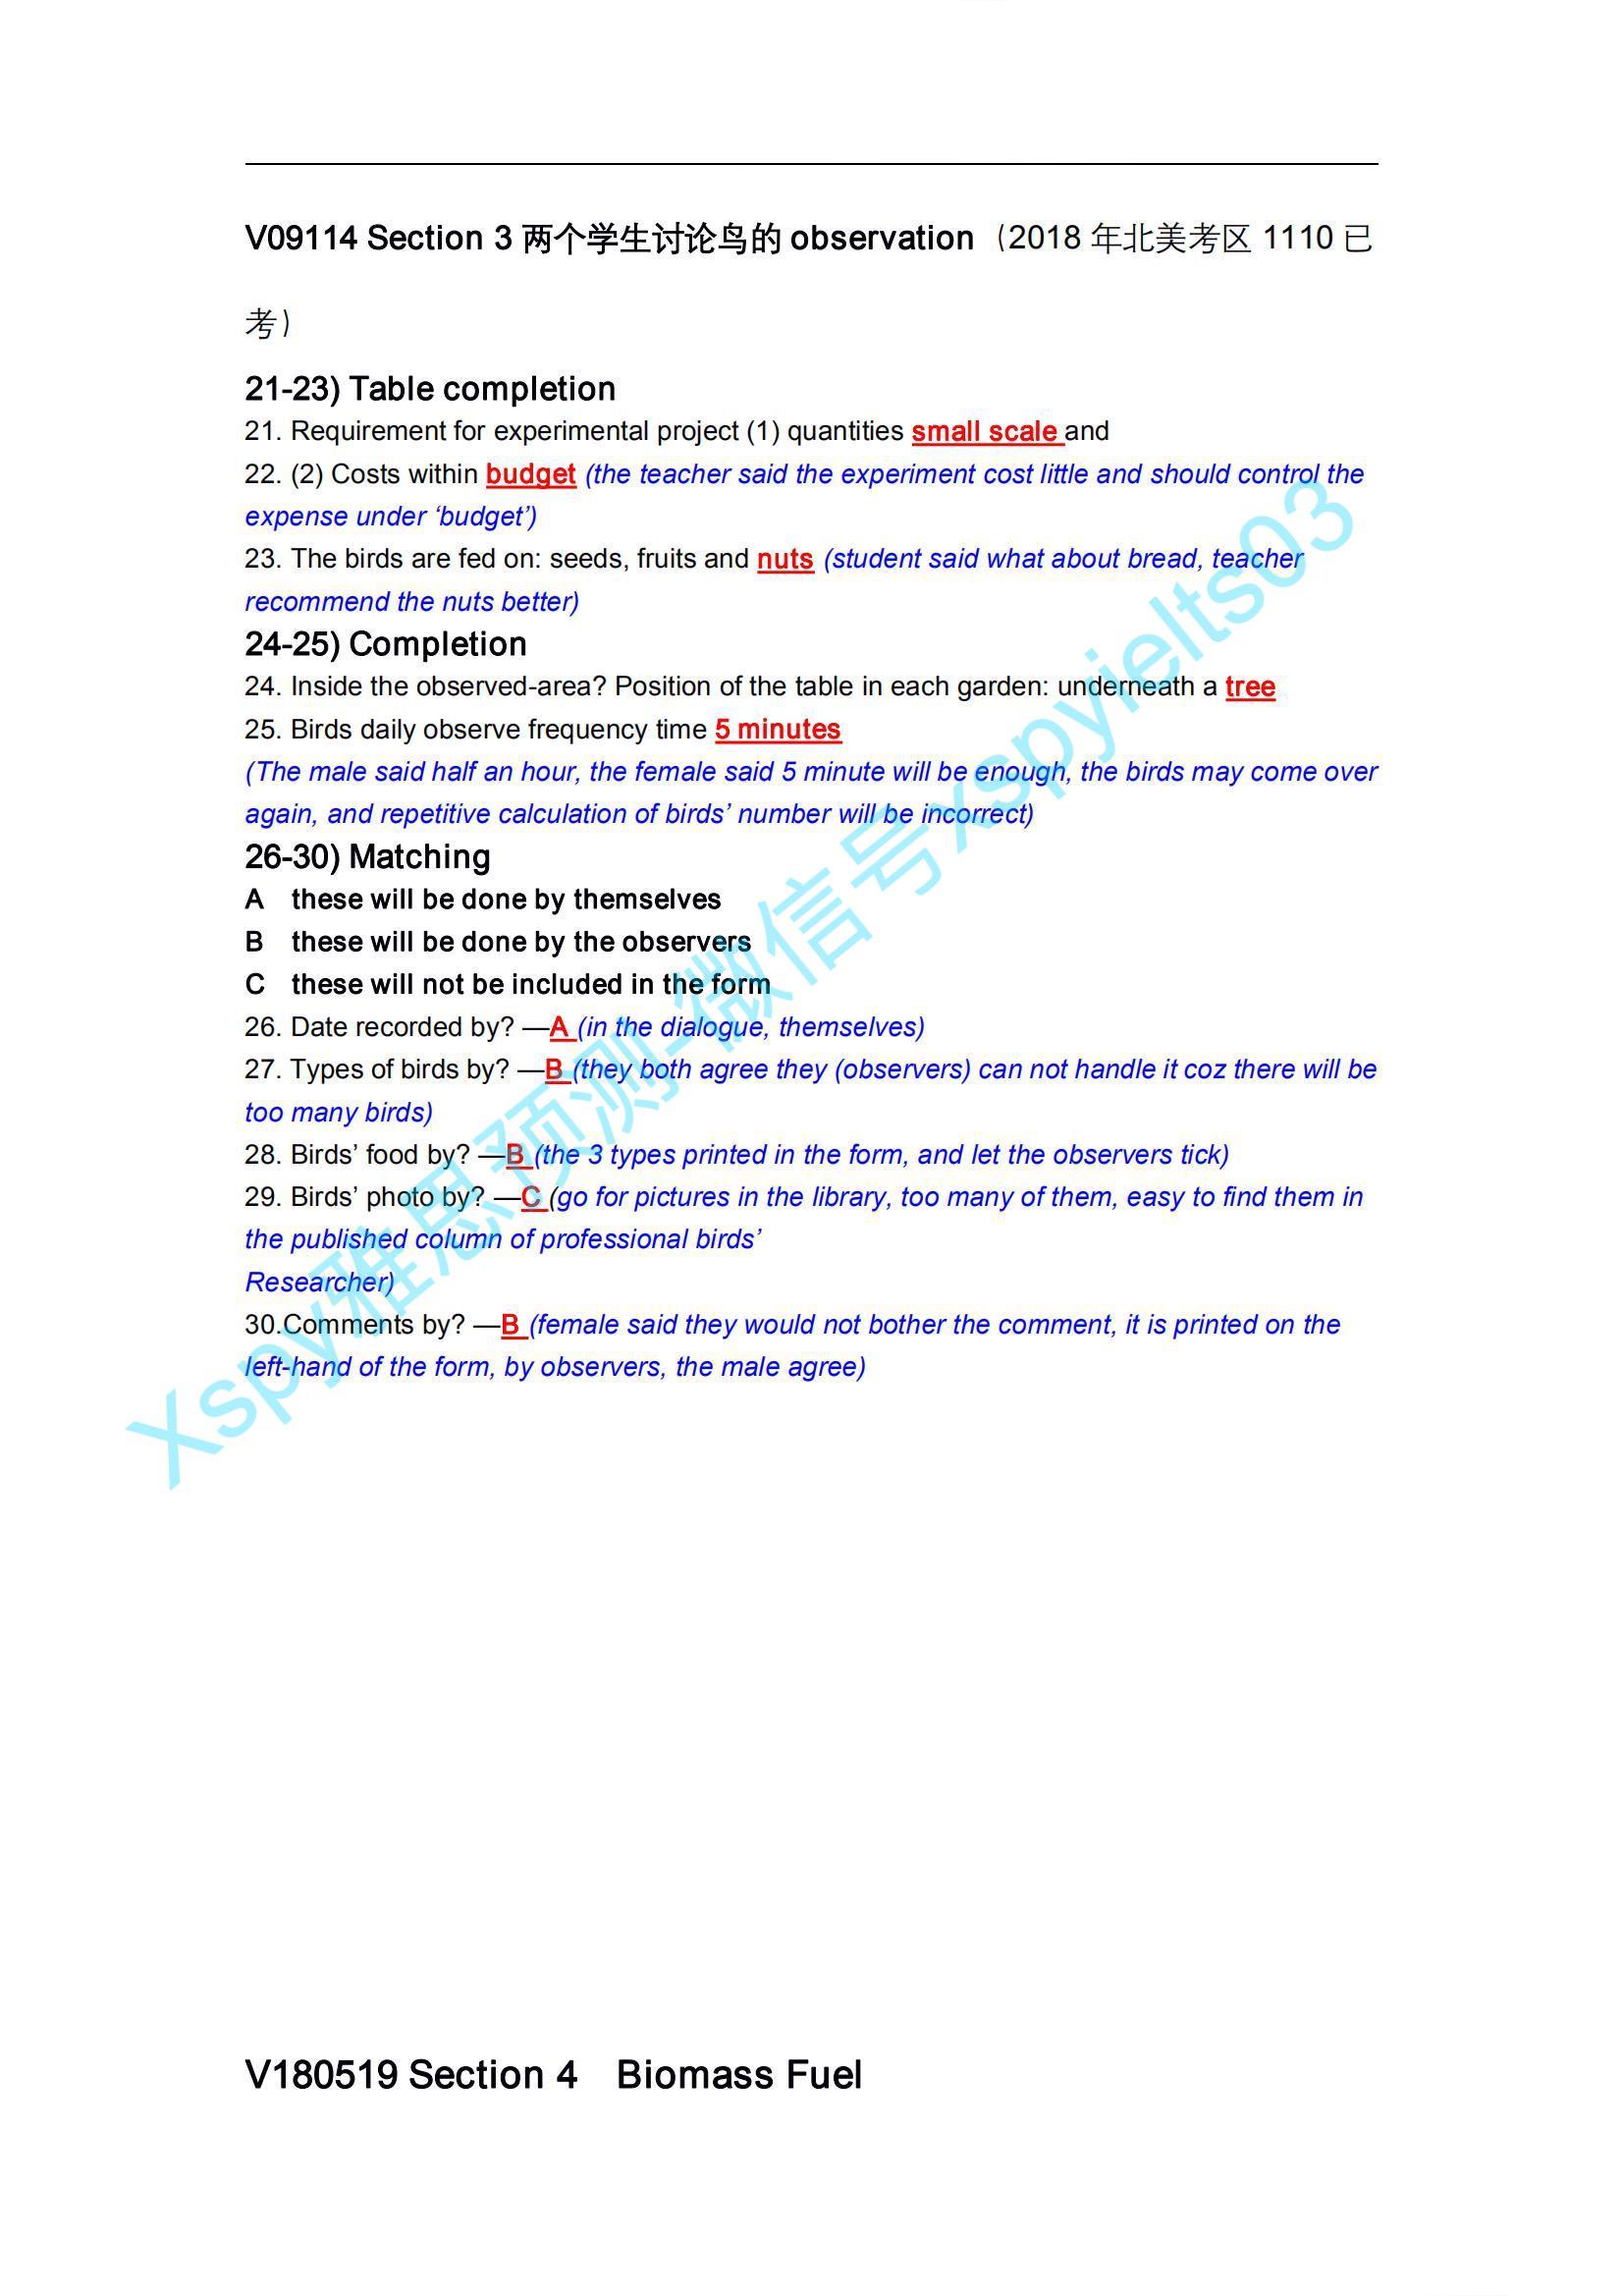 V09114 Section 3 两个学生讨论鸟的 observation（2018 年北美考区 1110 已
考）
21-23) Table completion
21. Requirement for experimental project (1) quantities small scale and
22. (2) Costs within budget (the teacher said the experiment cost little and should control the
expense under ‘budget’)
23. The birds are fed on: seeds, fruits and nuts (student said what about bread, teacher
recommend the nuts better)
24-25) Completion
24. Inside the observed-area? Position of the table in each garden: underneath a tree
25. Birds daily observe frequency time 5 minutes
(The male said half an hour, the female said 5 minute will be enough, the birds may come over
again, and repetitive calculation of birds’ number will be incorrect)
26-30) Matching
A these will be done by themselves
B these will be done by the observers
C these will not be included in the form
26. Date recorded by? —A (in the dialogue, themselves)
27. Types of birds by? —B (they both agree they (observers) can not handle it coz there will be
too many birds)
28. Birds’ food by? —B (the 3 types printed in the form, and let the observers tick)
29. Birds’ photo by? —C (go for pictures in the library, too many of them, easy to find them in
the published column of professional birds’
Researcher)
30.Comments by? —B (female said they would not bother the comment, it is printed on the
left-hand of the form, by observers, the male agree)
Xspy雅思预测-微信号xspyielts03
V180519 Section 4 Biomass Fuel